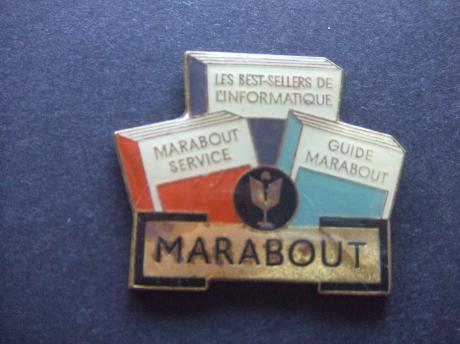 LES BEST-SELLERS DE
L'INFORMATIQUE
MARABOUT
SERVICE
GUIDE
MARABOUT
MARABOUT